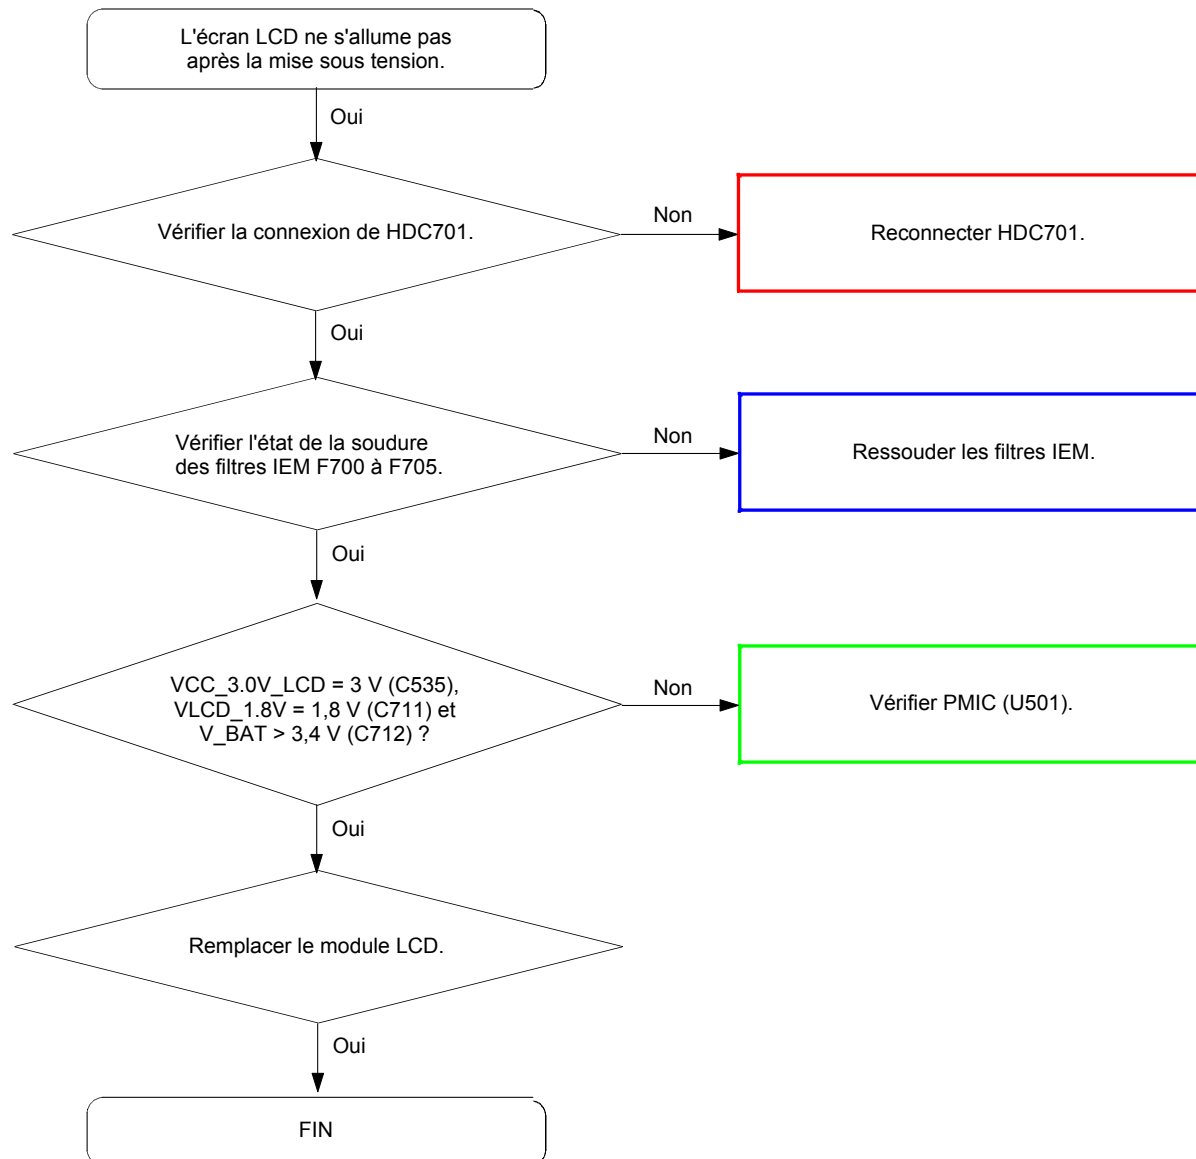 L'écran LCD ne s'allume pas
après la mise sous tension.
Oui
Vérifier la connexion de HDC701.
Non
Reconnecter HDC701.
Oui
Vérifier l'état de la soudure
des filtres IEM F700 à F705.
Non
Ressouder les filtres IEM.
Oui
VCC_3.0V_LCD = 3 V (C535),
VLCD_1.8V = 1,8 V (C711) et
V_BAT > 3,4 V (C712) ?
Non
Vérifier PMIC (U501).
Oui
Remplacer le module LCD.
Oui
FIN